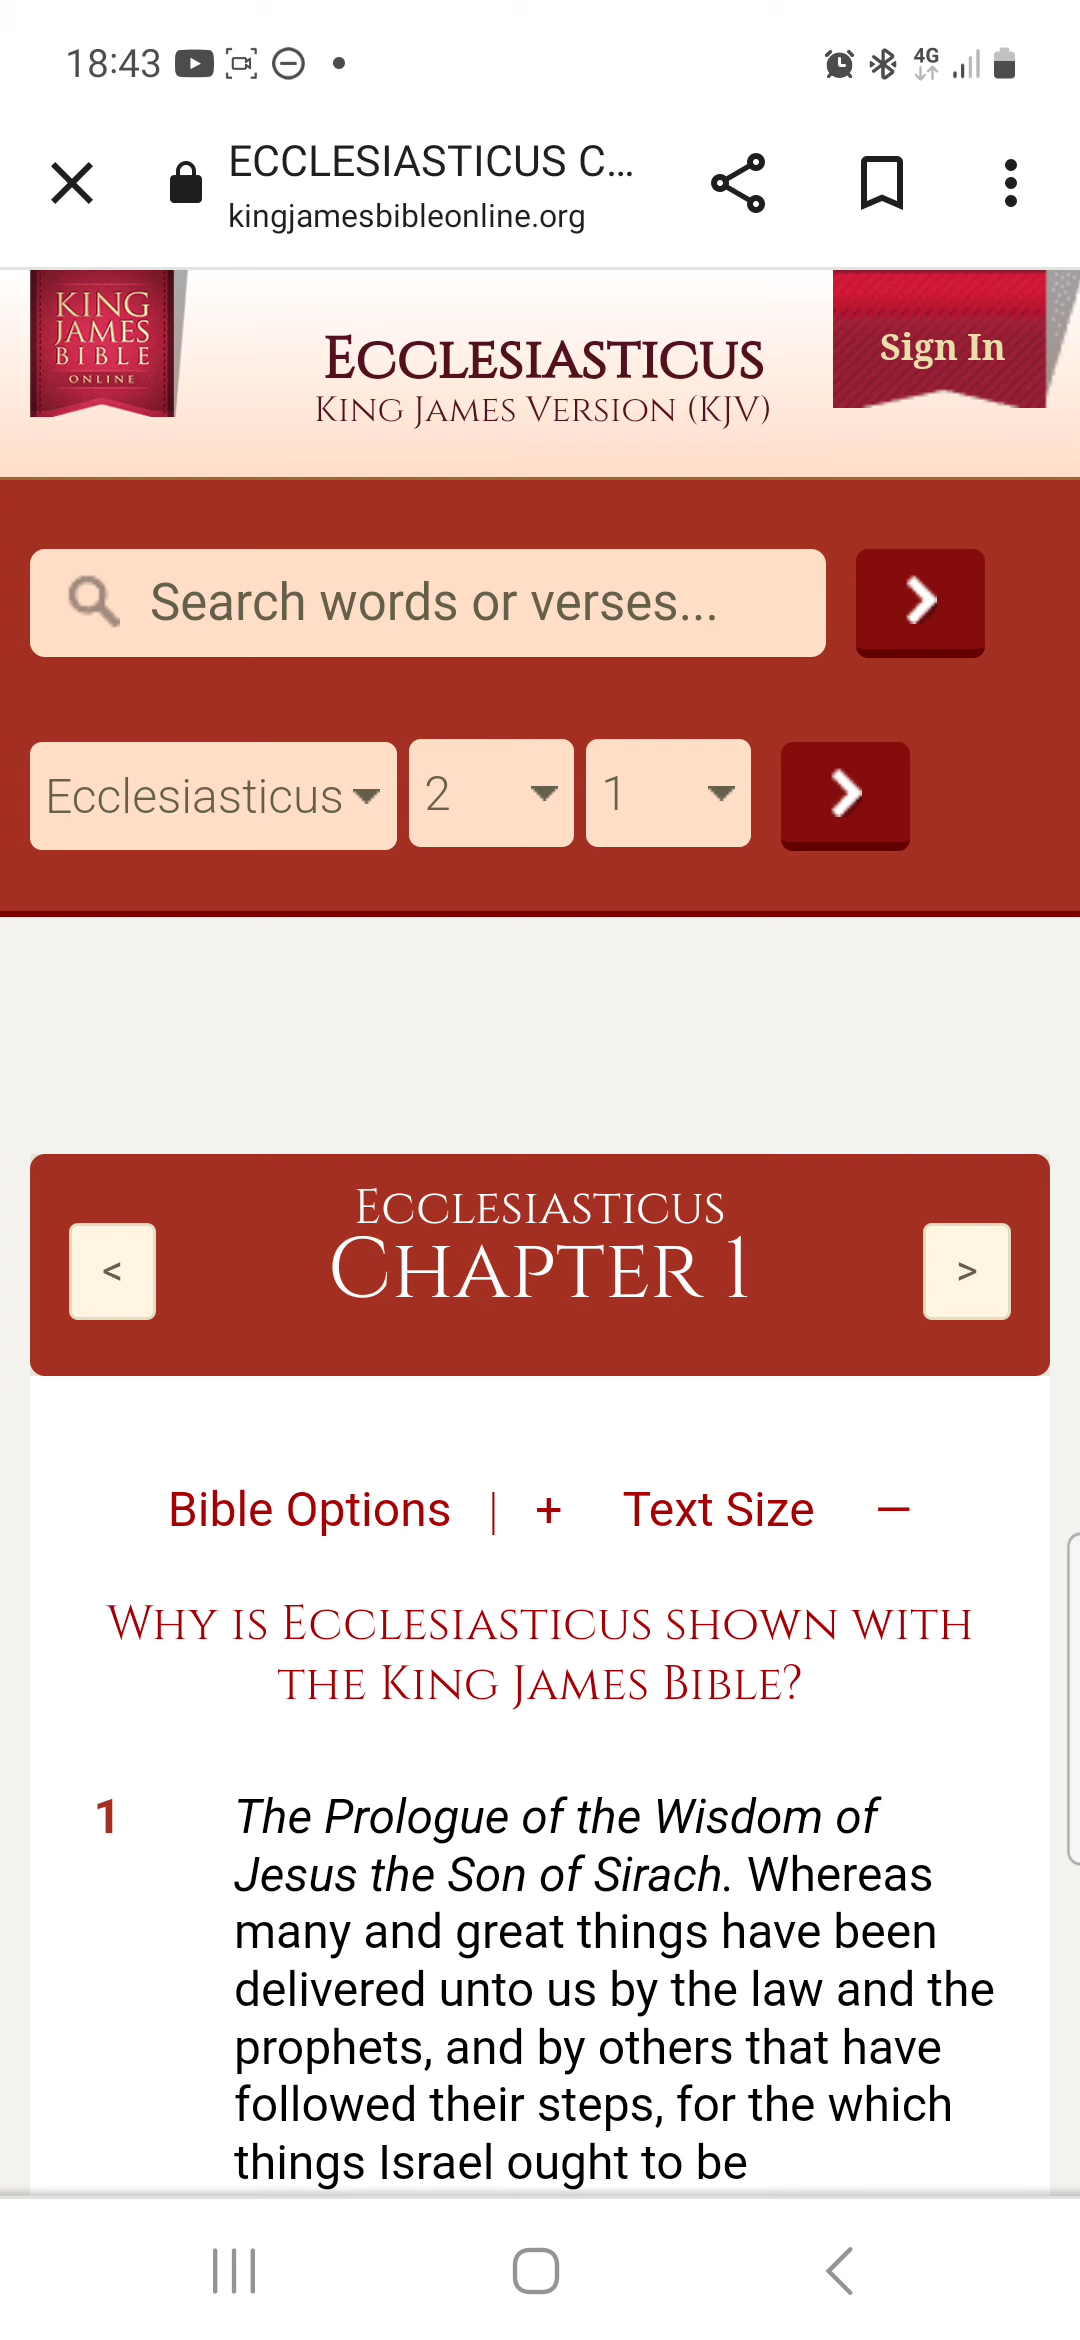 18:43
4G
ECCLESIASTICUS C...
kingjamesbibleonline.org
KING
JAMES
BIBLE
ONLINE
ECCLESIASTICUS
KING JAMES VERSION (KJV)
Sign In
Search words or verses...
Ecclesiasticus 2 1
ECCLESIASTICUS
CHAPTER 1
< >
Bible Options | + Text Size –
WHY IS ECCLESIASTICUS SHOWN WITH
THE KING JAMES BIBLE?
1 The Prologue of the Wisdom of
Jesus the Son of Sirach. Whereas
many and great things have been
delivered unto us by the law and the
prophets, and by others that have
followed their steps, for the which
things Israel ought to be